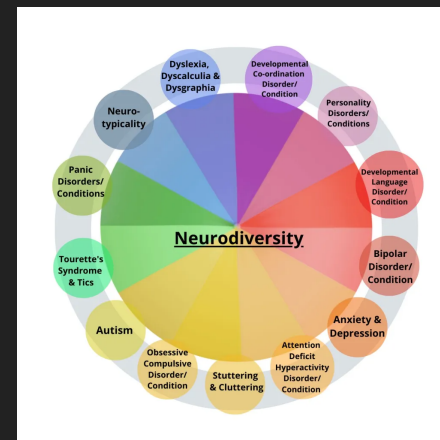 Dyslexia,
Dyscalculia &
Dysgraphia
Developmental
Co-ordination
Disorder/
Condition
Personality
Disorders/
Conditions
Developmental
Language
Disorder/
Condition
Bipolar
Disorder/
Condition
Anxiety &
Depression
Attention
Deficit
Hyperactivity
Disorder/
Condition
Stuttering
& Cluttering
Obsessive
Compulsive
Disorder/
Condition
Autism
Tourette's
Syndrome
& Tics
Panic
Disorders/
Conditions
Neuro-
typicality
Neurodiversity